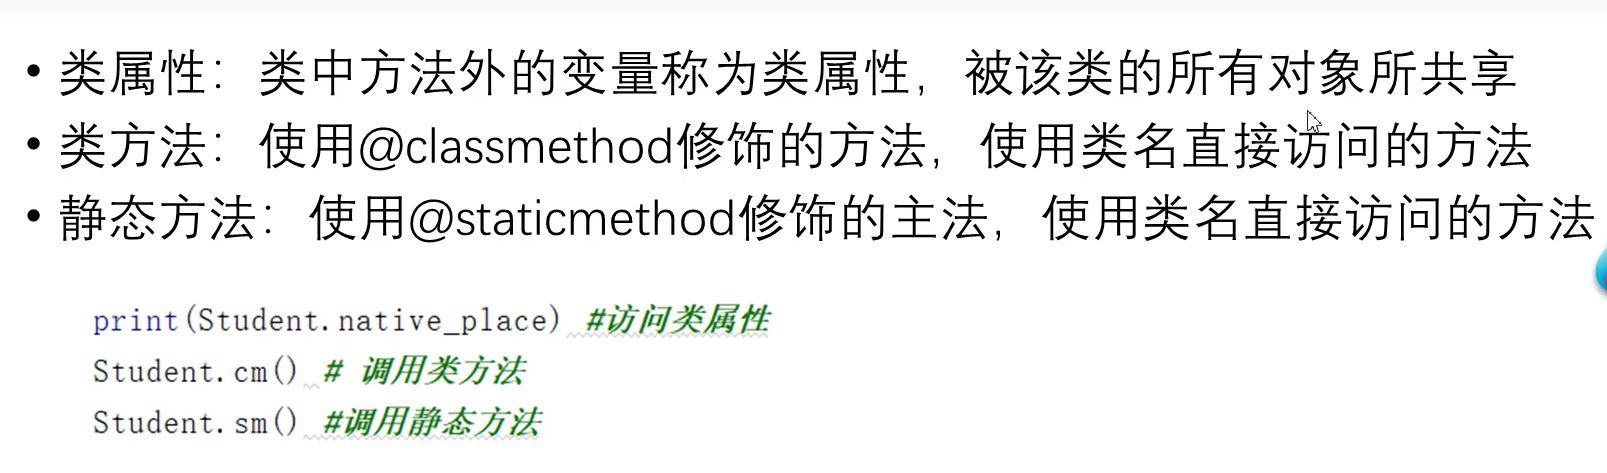 • 类属性：类中方法外的变量称为类属性，被该类的所有对象所共享
• 类方法：使用@classmethod修饰的方法，使用类名直接访问的方法
• 静态方法：使用@staticmethod修饰的主法，使用类名直接访问的方法
print(Student.native_place) #访问类属性
Student.cm() # 调用类方法
Student.sm() #调用静态方法